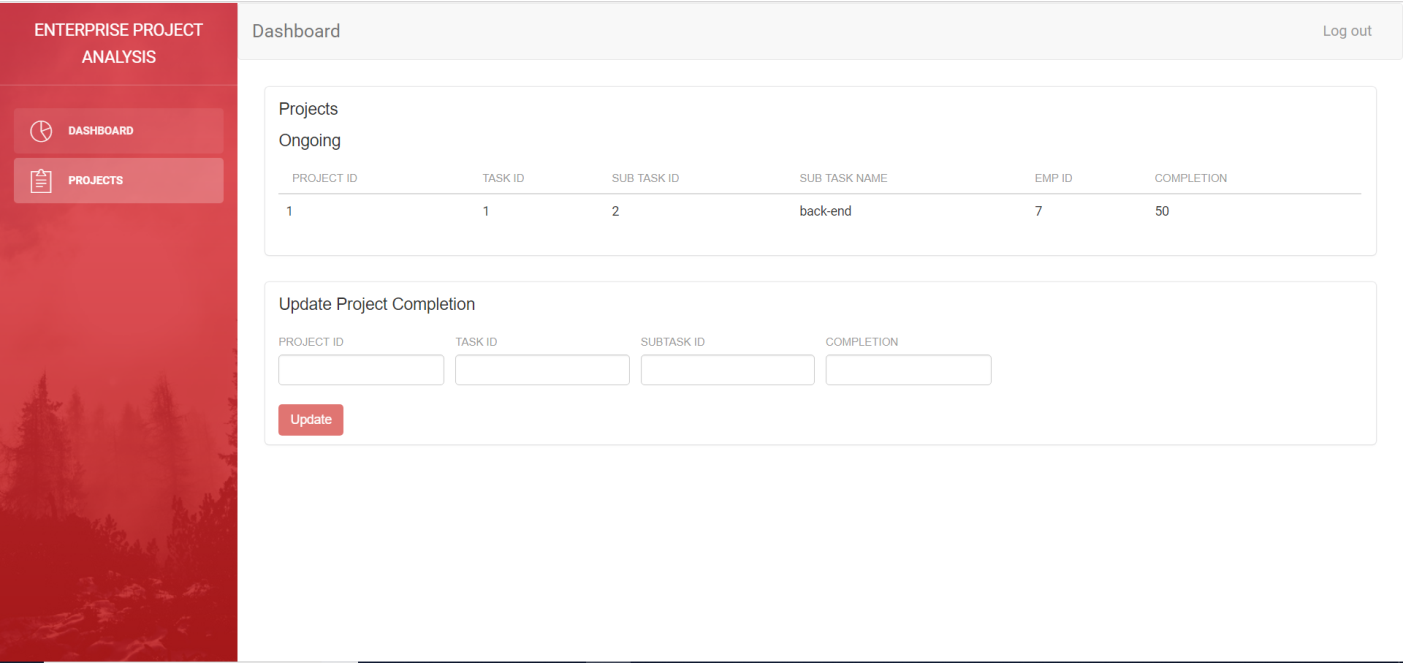 ENTERPRISE PROJECT
ANALYSIS
DASHBOARD
PROJECTS
Dashboard
Log out
Projects
Ongoing
PROJECT ID TASK ID SUB TASK ID SUB TASK NAME EMP ID COMPLETION
1 1 2 back-end 7 50
Update Project Completion
PROJECT ID TASK ID SUBTASK ID COMPLETION
Update